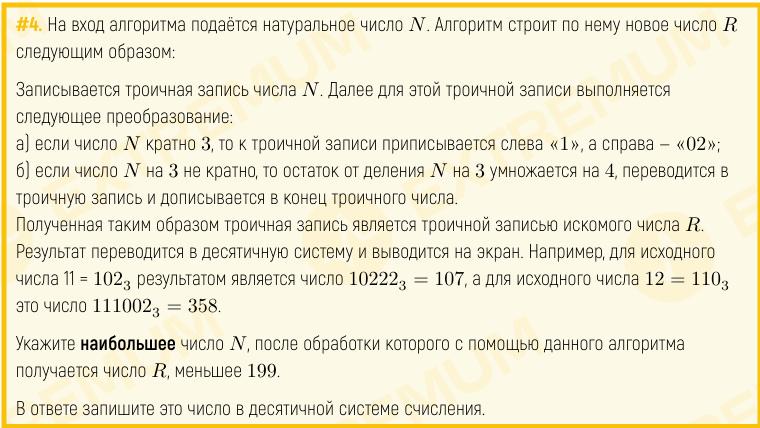 #4. На вход алгоритма подаётся натуральное число N. Алгоритм строит по нему новое число R
следующим образом:
Записывается троичная запись числа N. Далее для этой троичной записи выполняется
следующее преобразование:
а) если число N кратно 3, то к троичной записи приписывается слева «1», а справа – «02»;
б) если число N на 3 не кратно, то остаток от деления N на 3 умножается на 4, переводится в
троичную запись и дописывается в конец троичного числа.
Полученная таким образом троичная запись является троичной записью искомого числа R.
Результат переводится в десятичную систему и выводится на экран. Например, для исходного
числа 11 = 102₃ результатом является число 10222₃ = 107, а для исходного числа 12 = 110₃
это число 111002₃ = 358.
Укажите наибольшее число N, после обработки которого с помощью данного алгоритма
получается число R, меньшее 199.
В ответе запишите это число в десятичной системе счисления.
EXTREMUM